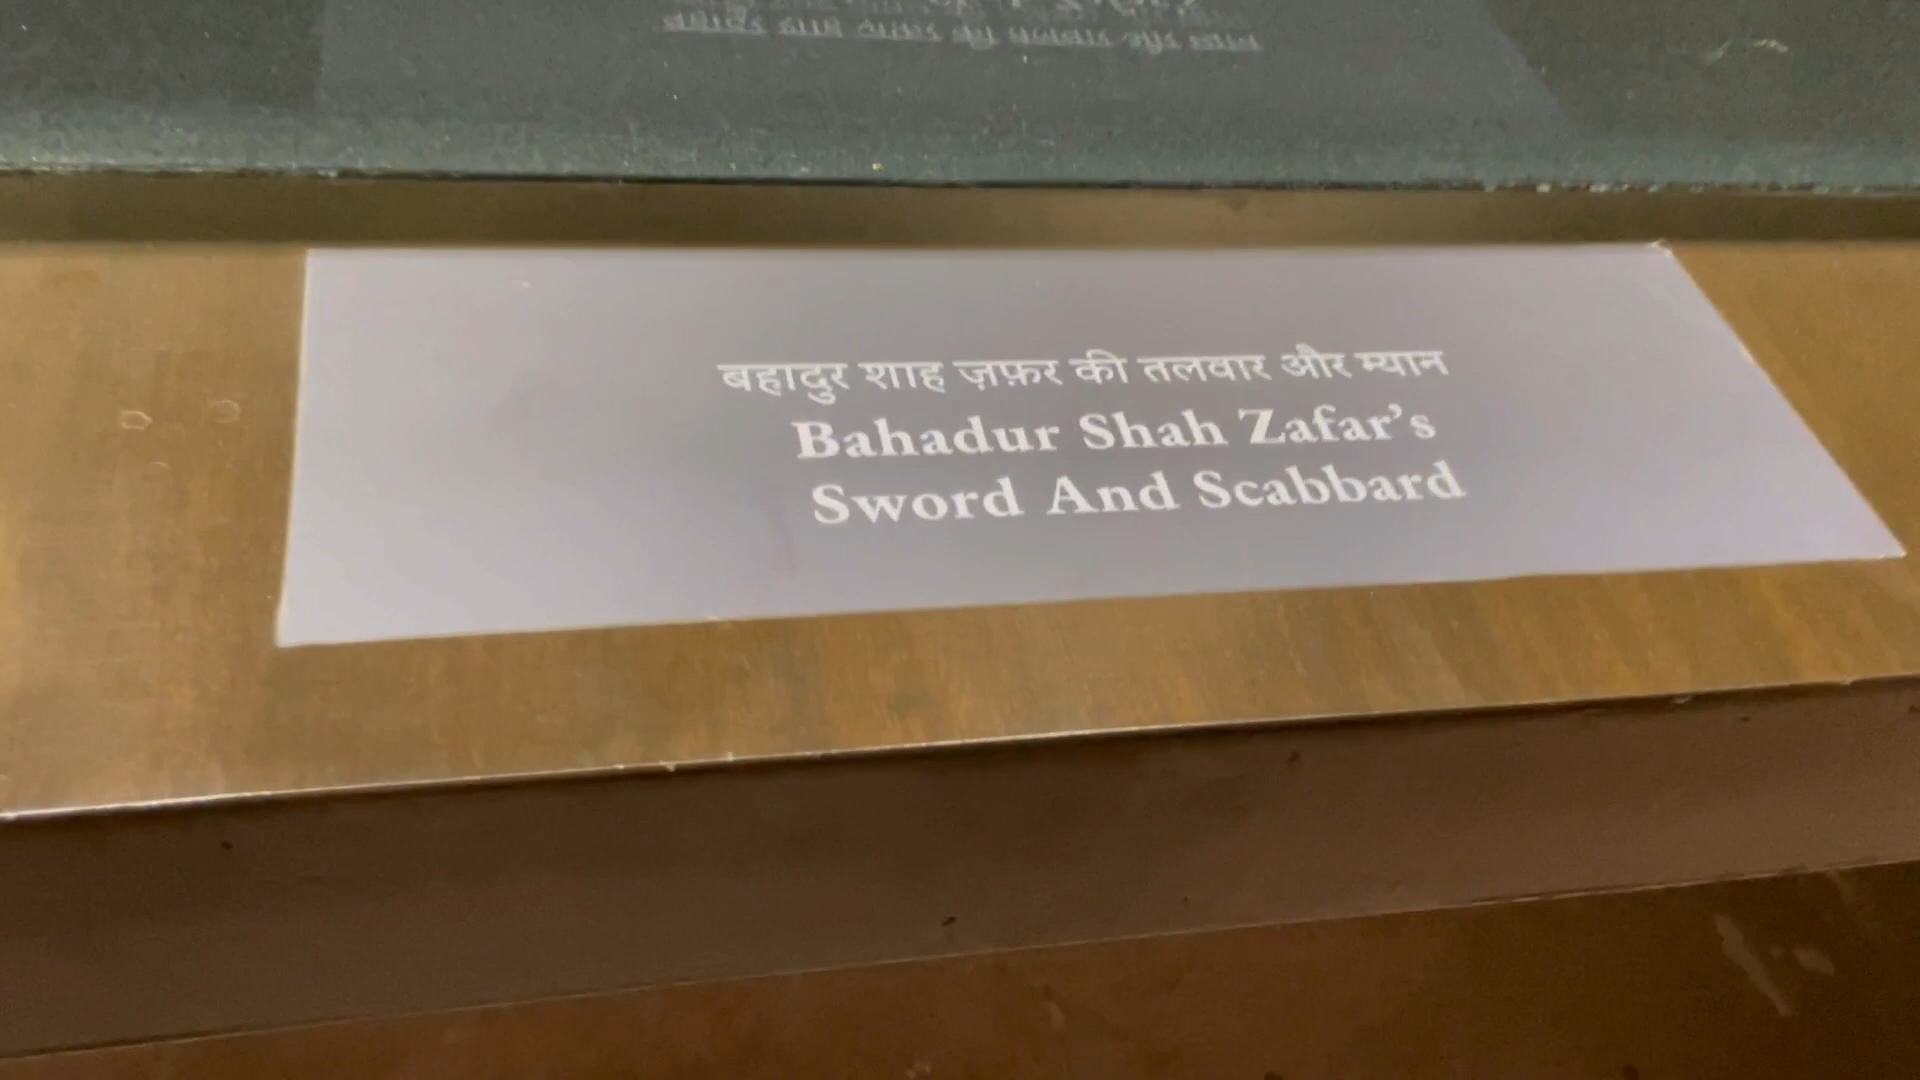 बहादुर शाह ज़फ़र की तलवार और म्यान
Bahadur Shah Zafar’s
Sword And Scabbard